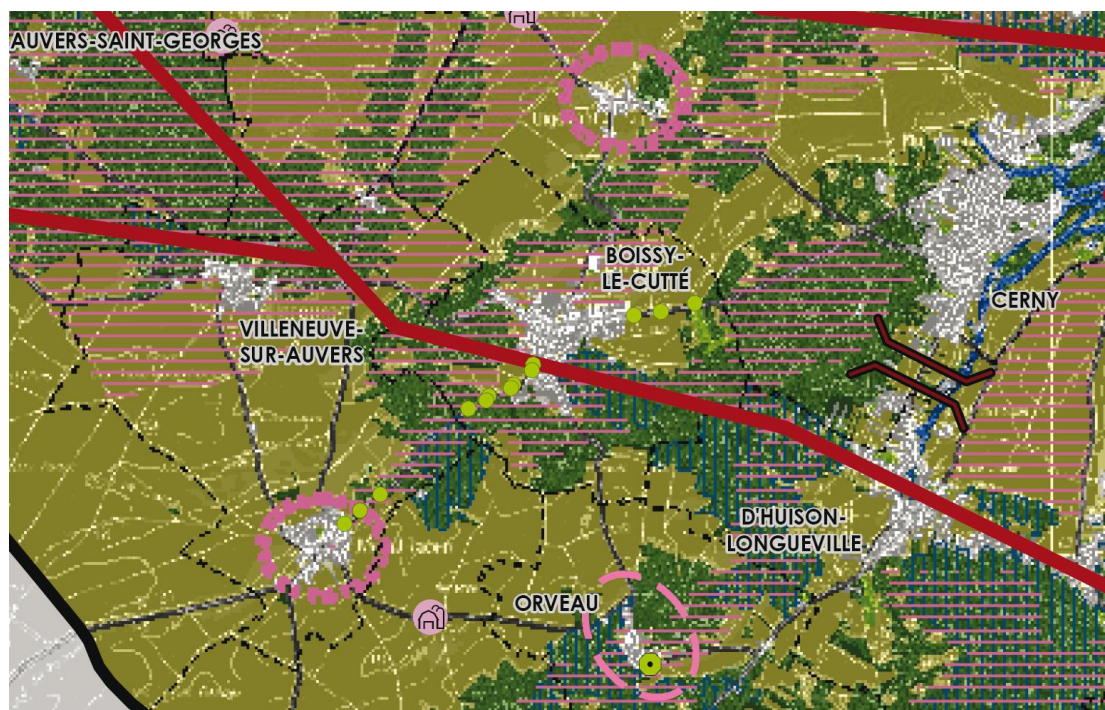 AUVERS-SAINT-GEORGES
BOISSY-
LE-CUTTÉ
CERNY
VILLENEUVE-
SUR-AUVERS
D'HUISON-
LONGUEVILLE
ORVEAU